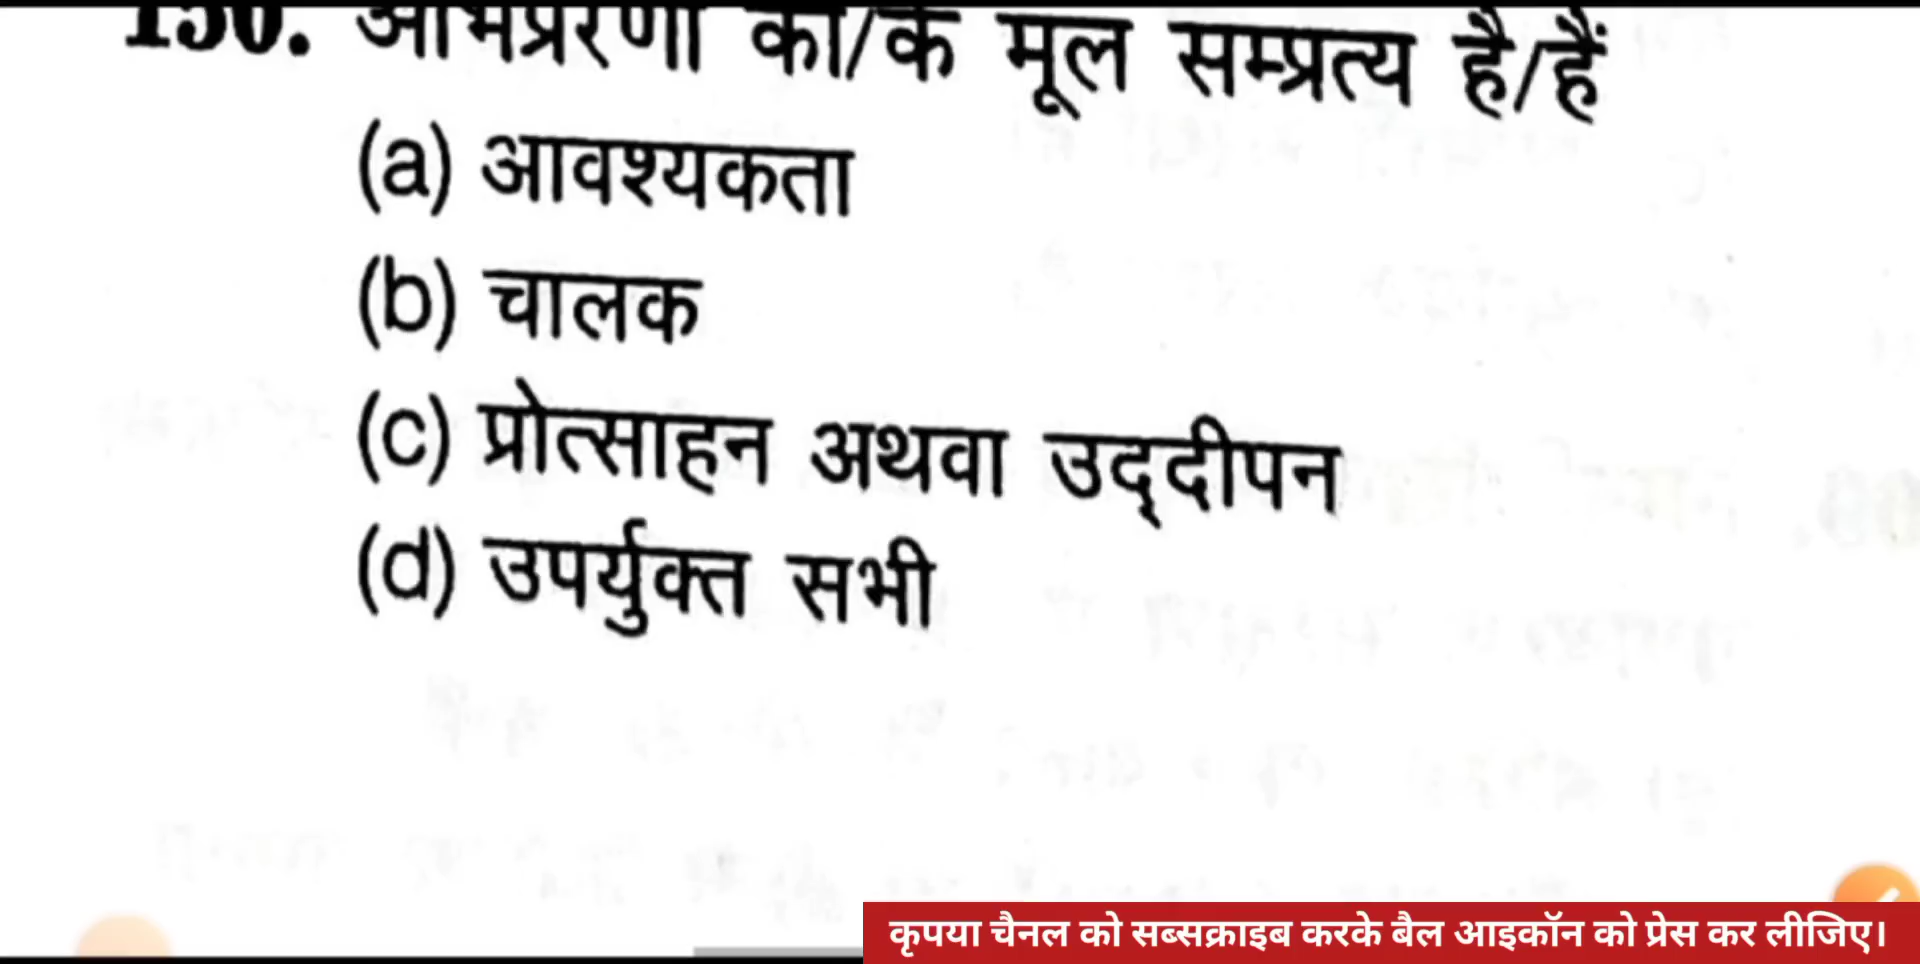 150. अभिप्रेरणा का/के मूल सम्प्रत्य है/हैं
(a) आवश्यकता
(b) चालक
(c) प्रोत्साहन अथवा उद्‌दीपन
(d) उपर्युक्त सभी
कृपया चैनल को सब्सक्राइब करके बैल आइकॉन को प्रेस कर लीजिए।